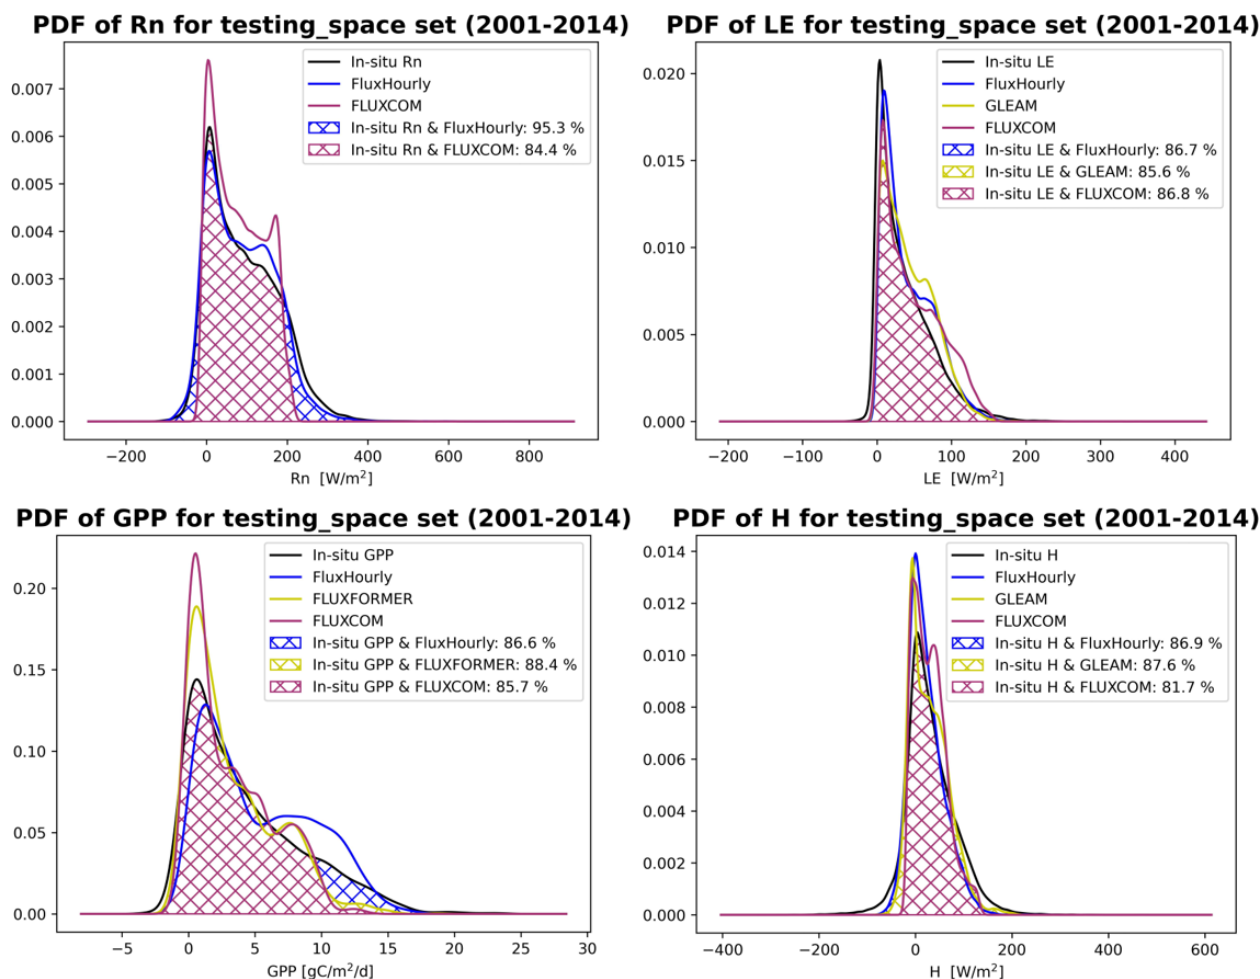 PDF of Rn for testing_space set (2001-2014)
In-situ Rn
FluxHourly
FLUXCOM
In-situ Rn & FluxHourly: 95.3 %
In-situ Rn & FLUXCOM: 84.4 %
0.007
0.006
0.005
0.004
0.003
0.002
0.001
0.000
−200 0 200 400 600 800
Rn [W/m²]
PDF of LE for testing_space set (2001-2014)
In-situ LE
FluxHourly
GLEAM
FLUXCOM
In-situ LE & FluxHourly: 86.7 %
In-situ LE & GLEAM: 85.6 %
In-situ LE & FLUXCOM: 86.8 %
0.020
0.015
0.010
0.005
0.000
−200 −100 0 100 200 300 400
LE [W/m²]
PDF of GPP for testing_space set (2001-2014)
In-situ GPP
FluxHourly
FLUXFORMER
FLUXCOM
In-situ GPP & FluxHourly: 86.6 %
In-situ GPP & FLUXFORMER: 88.4 %
In-situ GPP & FLUXCOM: 85.7 %
0.20
0.15
0.10
0.05
0.00
−5 0 5 10 15 20 25 30
GPP [gC/m²/d]
PDF of H for testing_space set (2001-2014)
In-situ H
FluxHourly
GLEAM
FLUXCOM
In-situ H & FluxHourly: 86.9 %
In-situ H & GLEAM: 87.6 %
In-situ H & FLUXCOM: 81.7 %
0.014
0.012
0.010
0.008
0.006
0.004
0.002
0.000
−400 −200 0 200 400 600
H [W/m²]